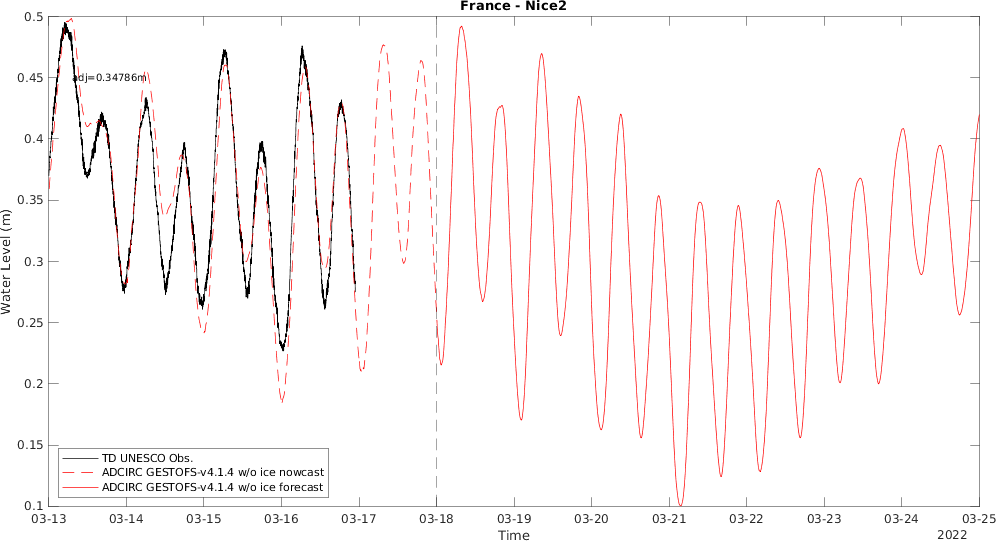 France - Nice2
0.5
0.45
0.4
0.35
0.3
0.25
0.2
0.15
0.1
Water Level (m)
adj=0.34786m
TD UNESCO Obs.
ADCIRC GESTOFS-v4.1.4 w/o ice nowcast
ADCIRC GESTOFS-v4.1.4 w/o ice forecast
03-13 03-14 03-15 03-16 03-17 03-18 03-19 03-20 03-21 03-22 03-23 03-24 03-25
Time
2022